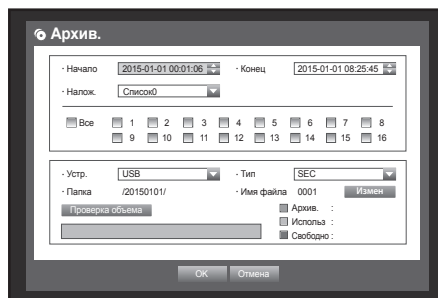 Архив.
· Начало 2015-01-01 00:01:06 · Конец 2015-01-01 08:25:45
· Налож. Список0
Все 1 2 3 4 5 6 7 8
9 10 11 12 13 14 15 16
· Устр. USB · Тип SEC
· Папка /20150101/ · Имя файла 0001 Измен
Проверка объема Архив. :
Использ :
Свободно :
OK Отмена